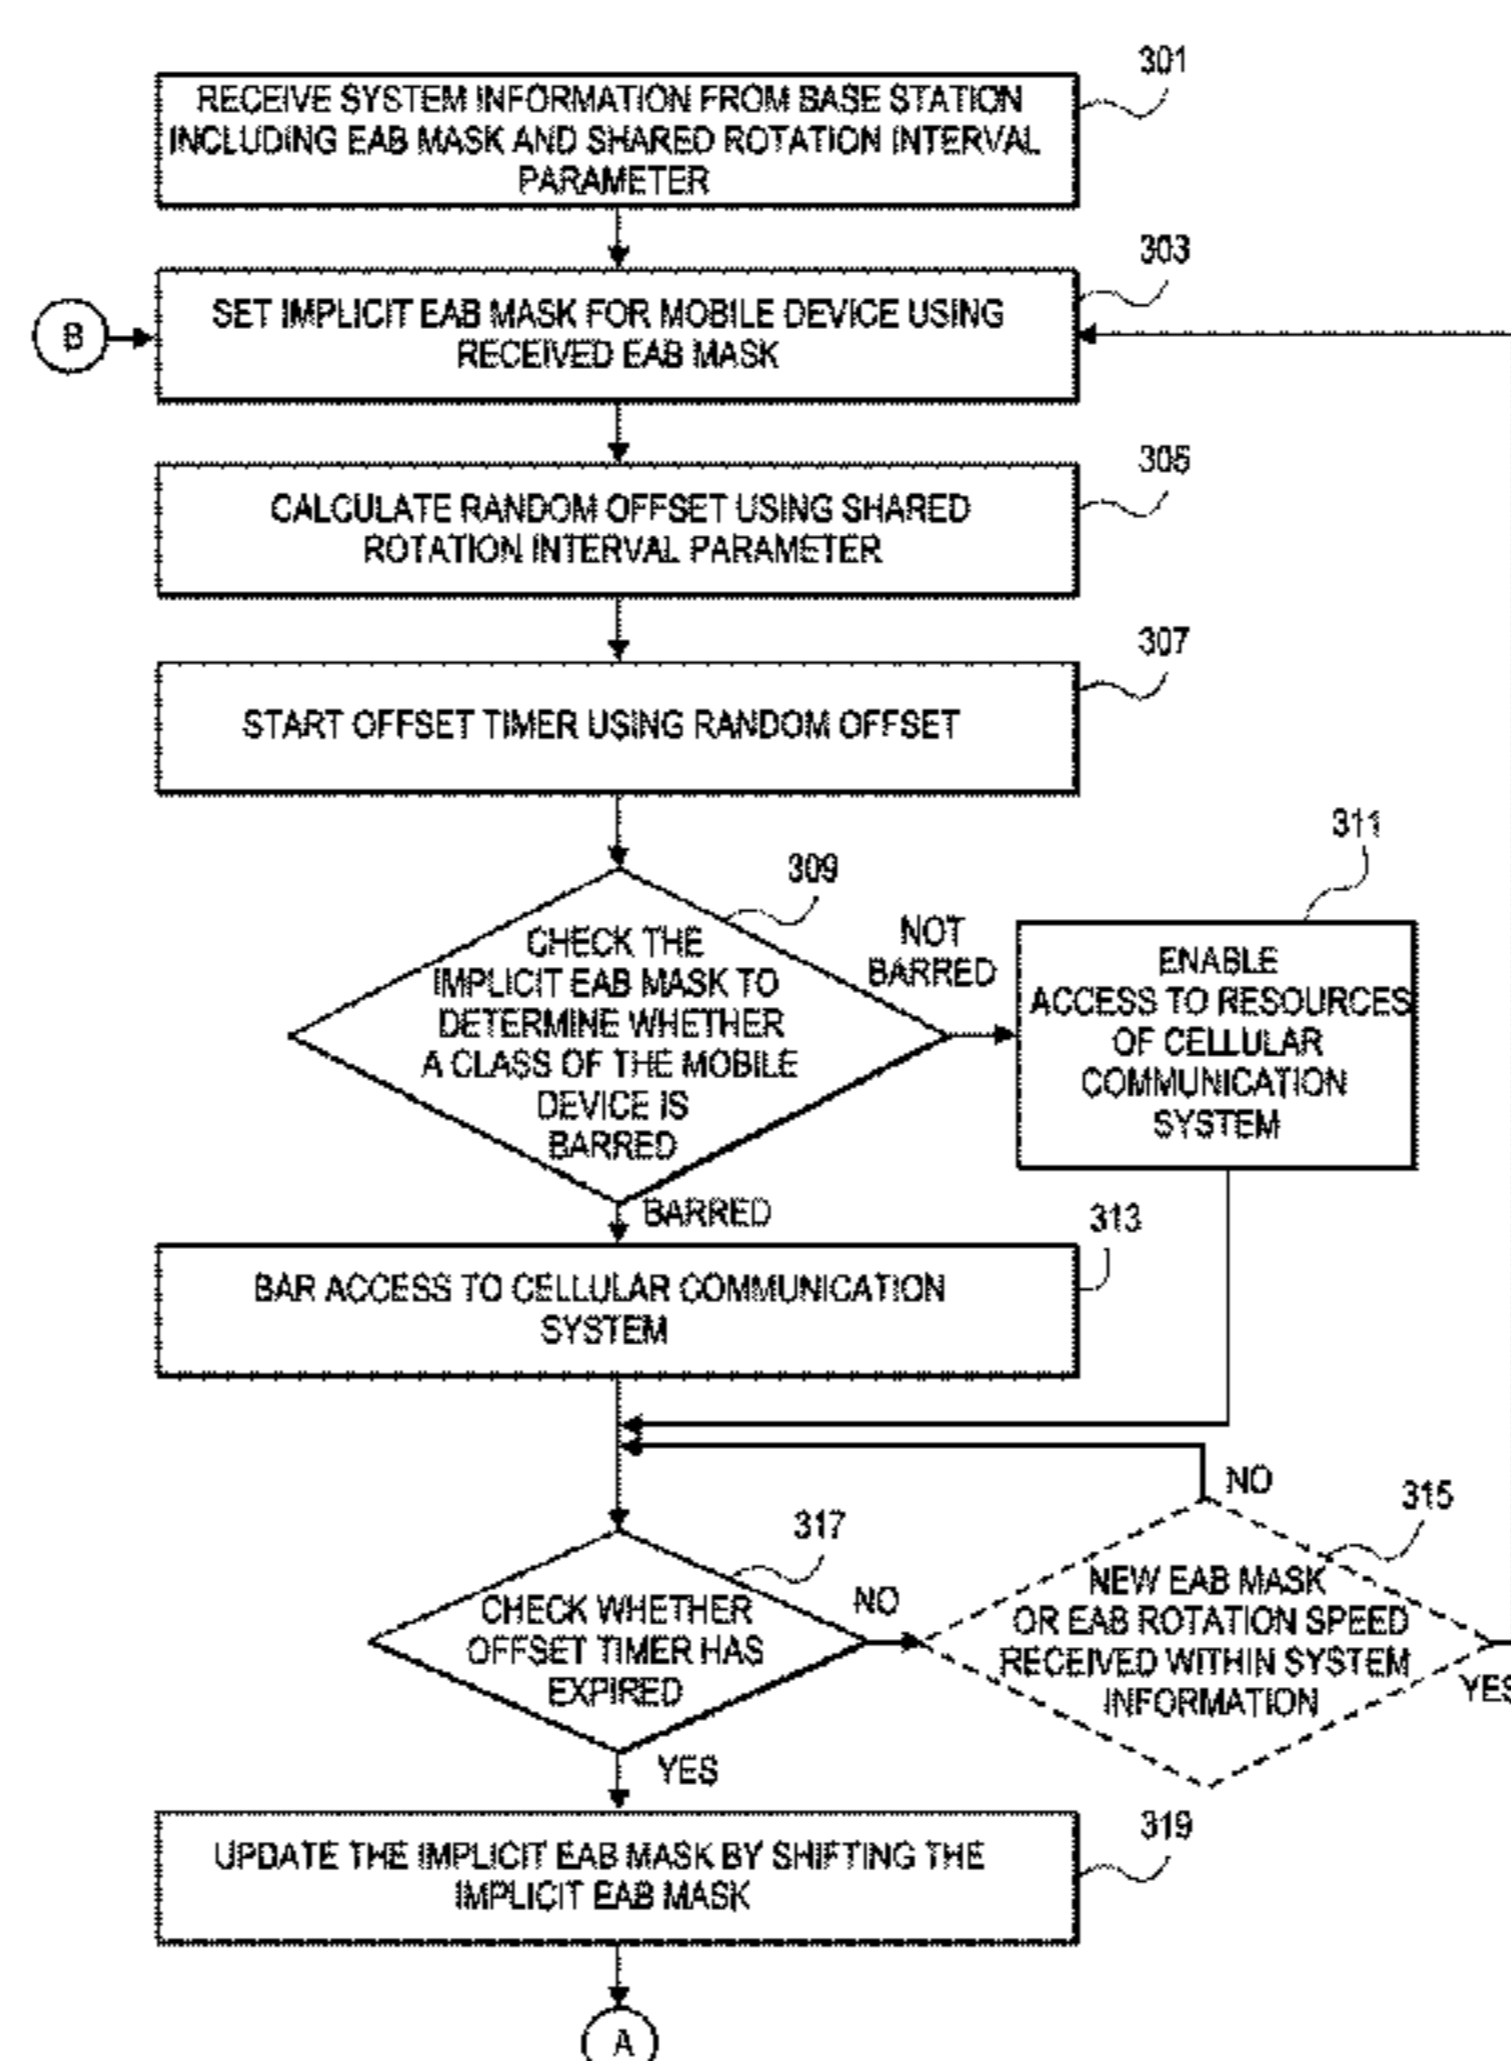 301
RECEIVE SYSTEM INFORMATION FROM BASE STATION
INCLUDING EAB MASK AND SHARED ROTATION INTERVAL
PARAMETER
303
B
SET IMPLICIT EAB MASK FOR MOBILE DEVICE USING
RECEIVED EAB MASK
305
CALCULATE RANDOM OFFSET USING SHARED
ROTATION INTERVAL PARAMETER
307
START OFFSET TIMER USING RANDOM OFFSET
309
CHECK THE
IMPLICIT EAB MASK TO
DETERMINE WHETHER
A CLASS OF THE MOBILE
DEVICE IS
BARRED
NOT
BARRED
311
ENABLE
ACCESS TO RESOURCES
OF CELLULAR
COMMUNICATION
SYSTEM
BARRED
313
BAR ACCESS TO CELLULAR COMMUNICATION
SYSTEM
317
CHECK WHETHER
OFFSET TIMER HAS
EXPIRED
NO
NO
315
NEW EAB MASK
OR EAB ROTATION SPEED
RECEIVED WITHIN SYSTEM
INFORMATION
YES
YES
319
UPDATE THE IMPLICIT EAB MASK BY SHIFTING THE
IMPLICIT EAB MASK
A